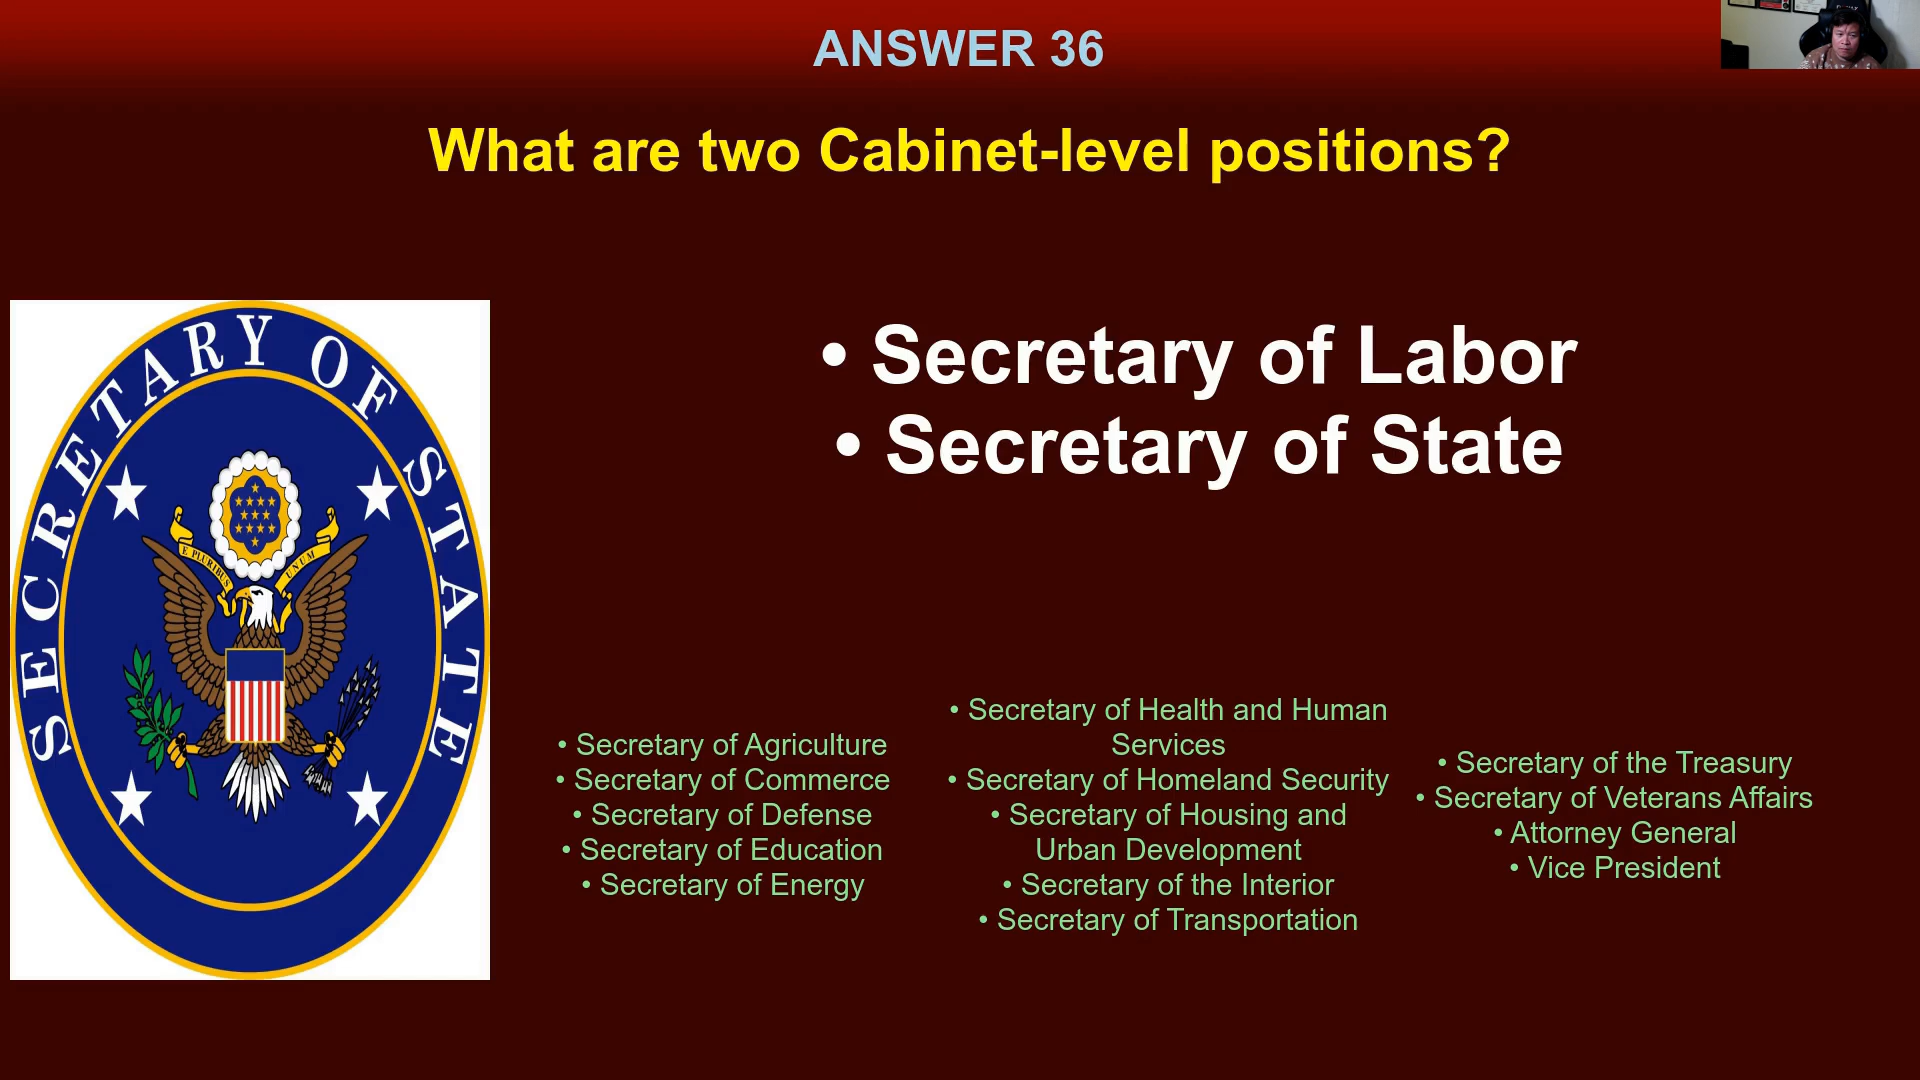 ANSWER 36
What are two Cabinet-level positions?
SECRETARY OF STATE
E PLURIBUS UNUM
• Secretary of Labor
• Secretary of State
• Secretary of Agriculture
• Secretary of Commerce
• Secretary of Defense
• Secretary of Education
• Secretary of Energy
• Secretary of Health and Human
Services
• Secretary of Homeland Security
• Secretary of Housing and
Urban Development
• Secretary of the Interior
• Secretary of Transportation
• Secretary of the Treasury
• Secretary of Veterans Affairs
• Attorney General
• Vice President